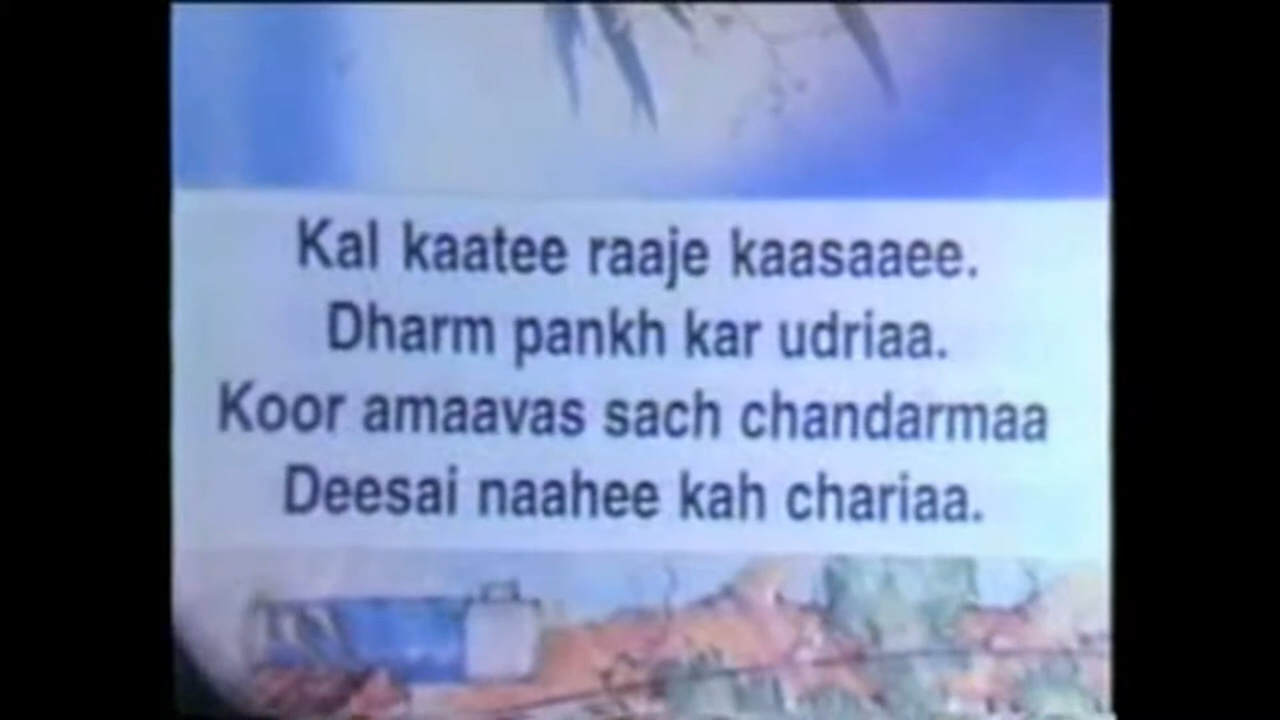 Kal kaatee raaje kaasaaee.
Dharm pankh kar udriaa.
Koor amaavas sach chandarmaa
Deesai naahee kah chariaa.